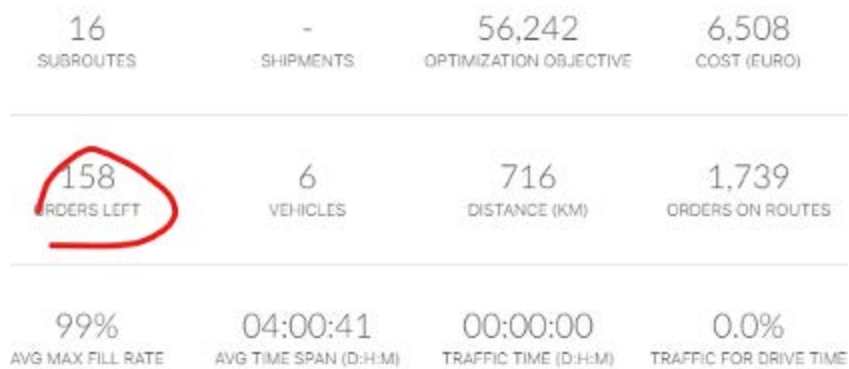 16 - 56,242 6,508
SUBROUTES SHIPMENTS OPTIMIZATION OBJECTIVE COST (EURO)
158 6 716 1,739
ORDERS LEFT VEHICLES DISTANCE (KM) ORDERS ON ROUTES
99% 04:00:41 00:00:00 0.0%
AVG MAX FILL RATE AVG TIME SPAN (D:H:M) TRAFFIC TIME (D:H:M) TRAFFIC FOR DRIVE TIME